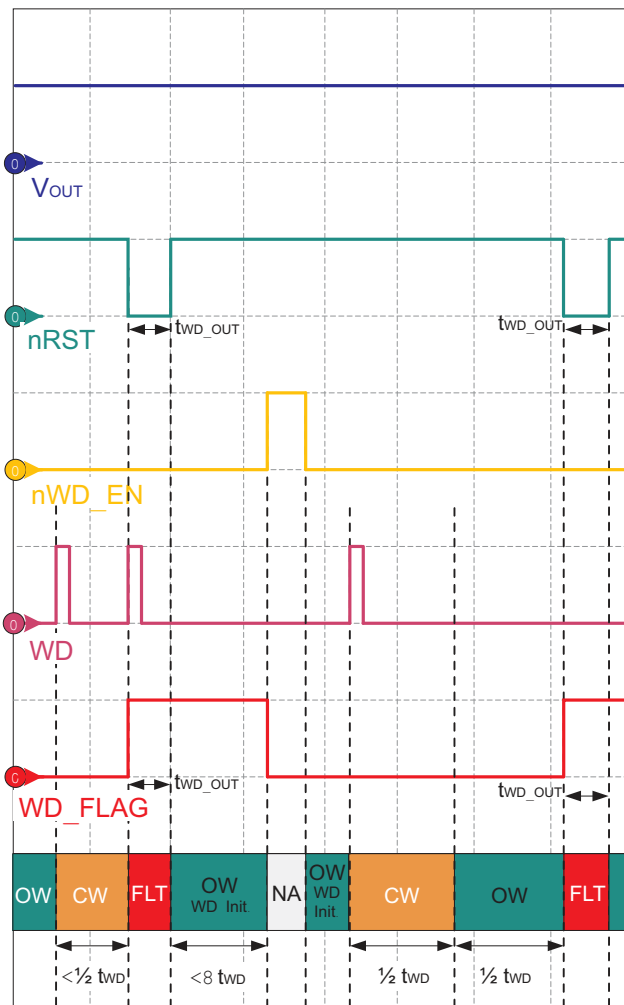 0
VOUT
0
nRST
tWD_OUT
tWD_OUT
0
nWD_EN
0
WD
0
WD_FLAG
tWD_OUT
tWD_OUT
OW CW FLT OW WD Init. NA OW WD Init. CW OW FLT
<½ tWD <8 tWD ½ tWD ½ tWD